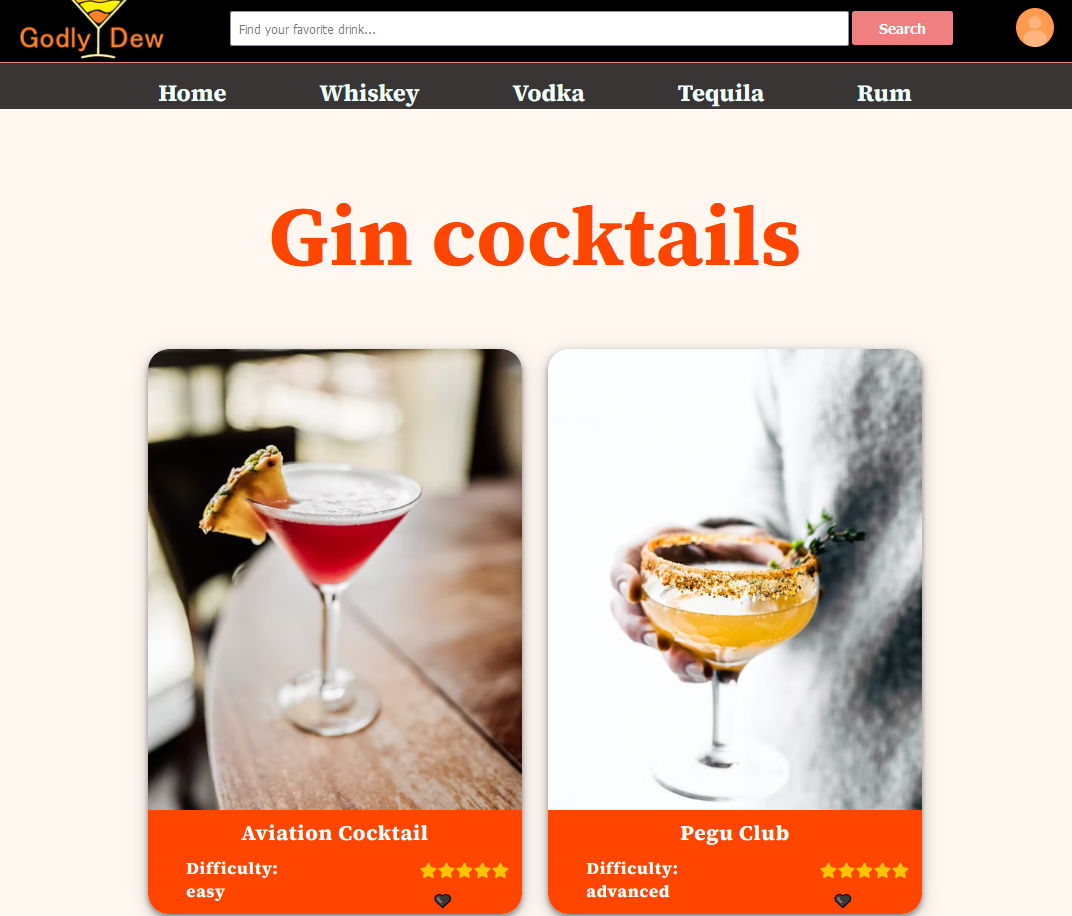 Godly Dew
Find your favorite drink...
Search
Home Whiskey Vodka Tequila Rum
Gin cocktails
Aviation Cocktail
Difficulty:
easy
Pegu Club
Difficulty:
advanced